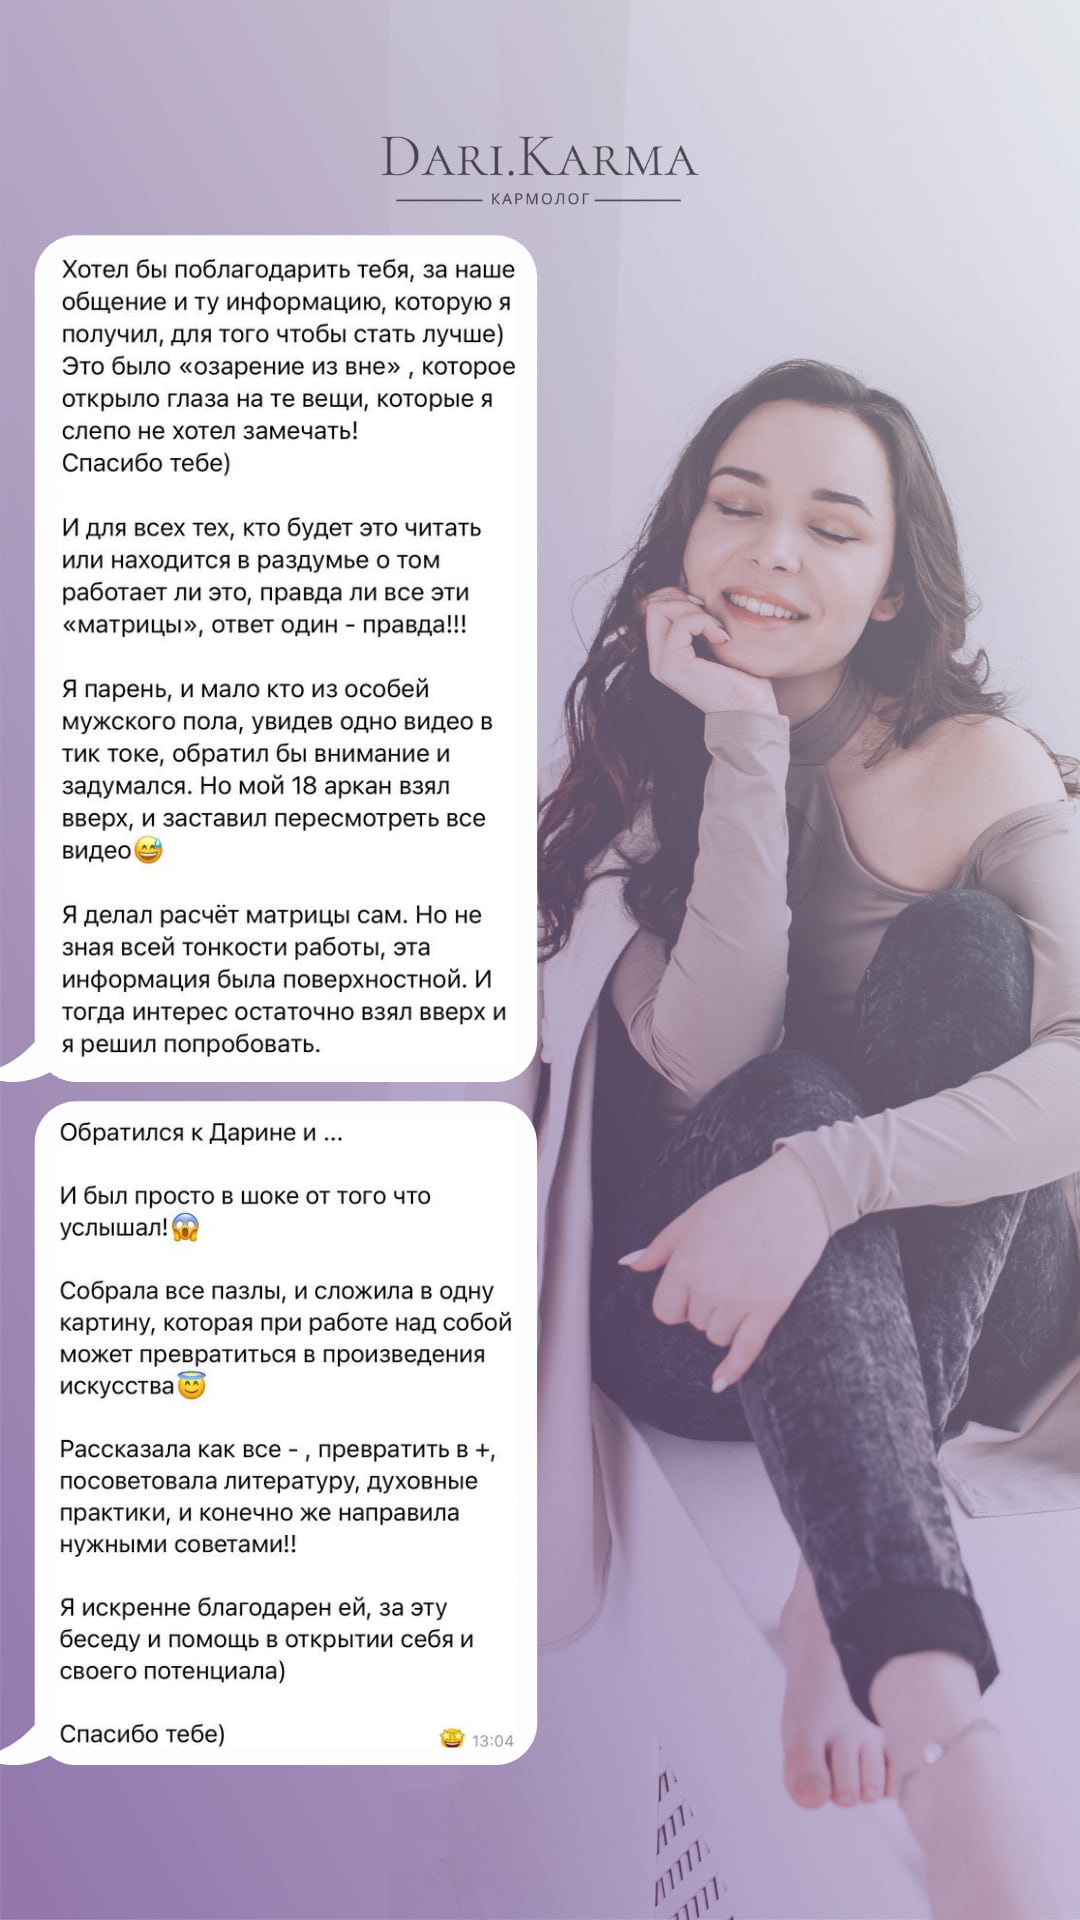 DARI.KARMA
КАРМОЛОГ
Хотел бы поблагодарить тебя, за наше
общение и ту информацию, которую я
получил, для того чтобы стать лучше)
Это было «озарение из вне» , которое
открыло глаза на те вещи, которые я
слепо не хотел замечать!
Спасибо тебе)
И для всех тех, кто будет это читать
или находится в раздумье о том
работает ли это, правда ли все эти
«матрицы», ответ один - правда!!!
Я парень, и мало кто из особей
мужского пола, увидев одно видео в
тик токе, обратил бы внимание и
задумался. Но мой 18 аркан взял
вверх, и заставил пересмотреть все
видео😅
Я делал расчёт матрицы сам. Но не
зная всей тонкости работы, эта
информация была поверхностной. И
тогда интерес остаточно взял вверх и
я решил попробовать.
Обратился к Дарине и ...
И был просто в шоке от того что
услышал!😱
Собрала все пазлы, и сложила в одну
картину, которая при работе над собой
может превратиться в произведения
искусства😇
Рассказала как все - , превратить в +,
посоветовала литературу, духовные
практики, и конечно же направила
нужными советами!!
Я искренне благодарен ей, за эту
беседу и помощь в открытии себя и
своего потенциала)
Спасибо тебе)
🤩 13:04